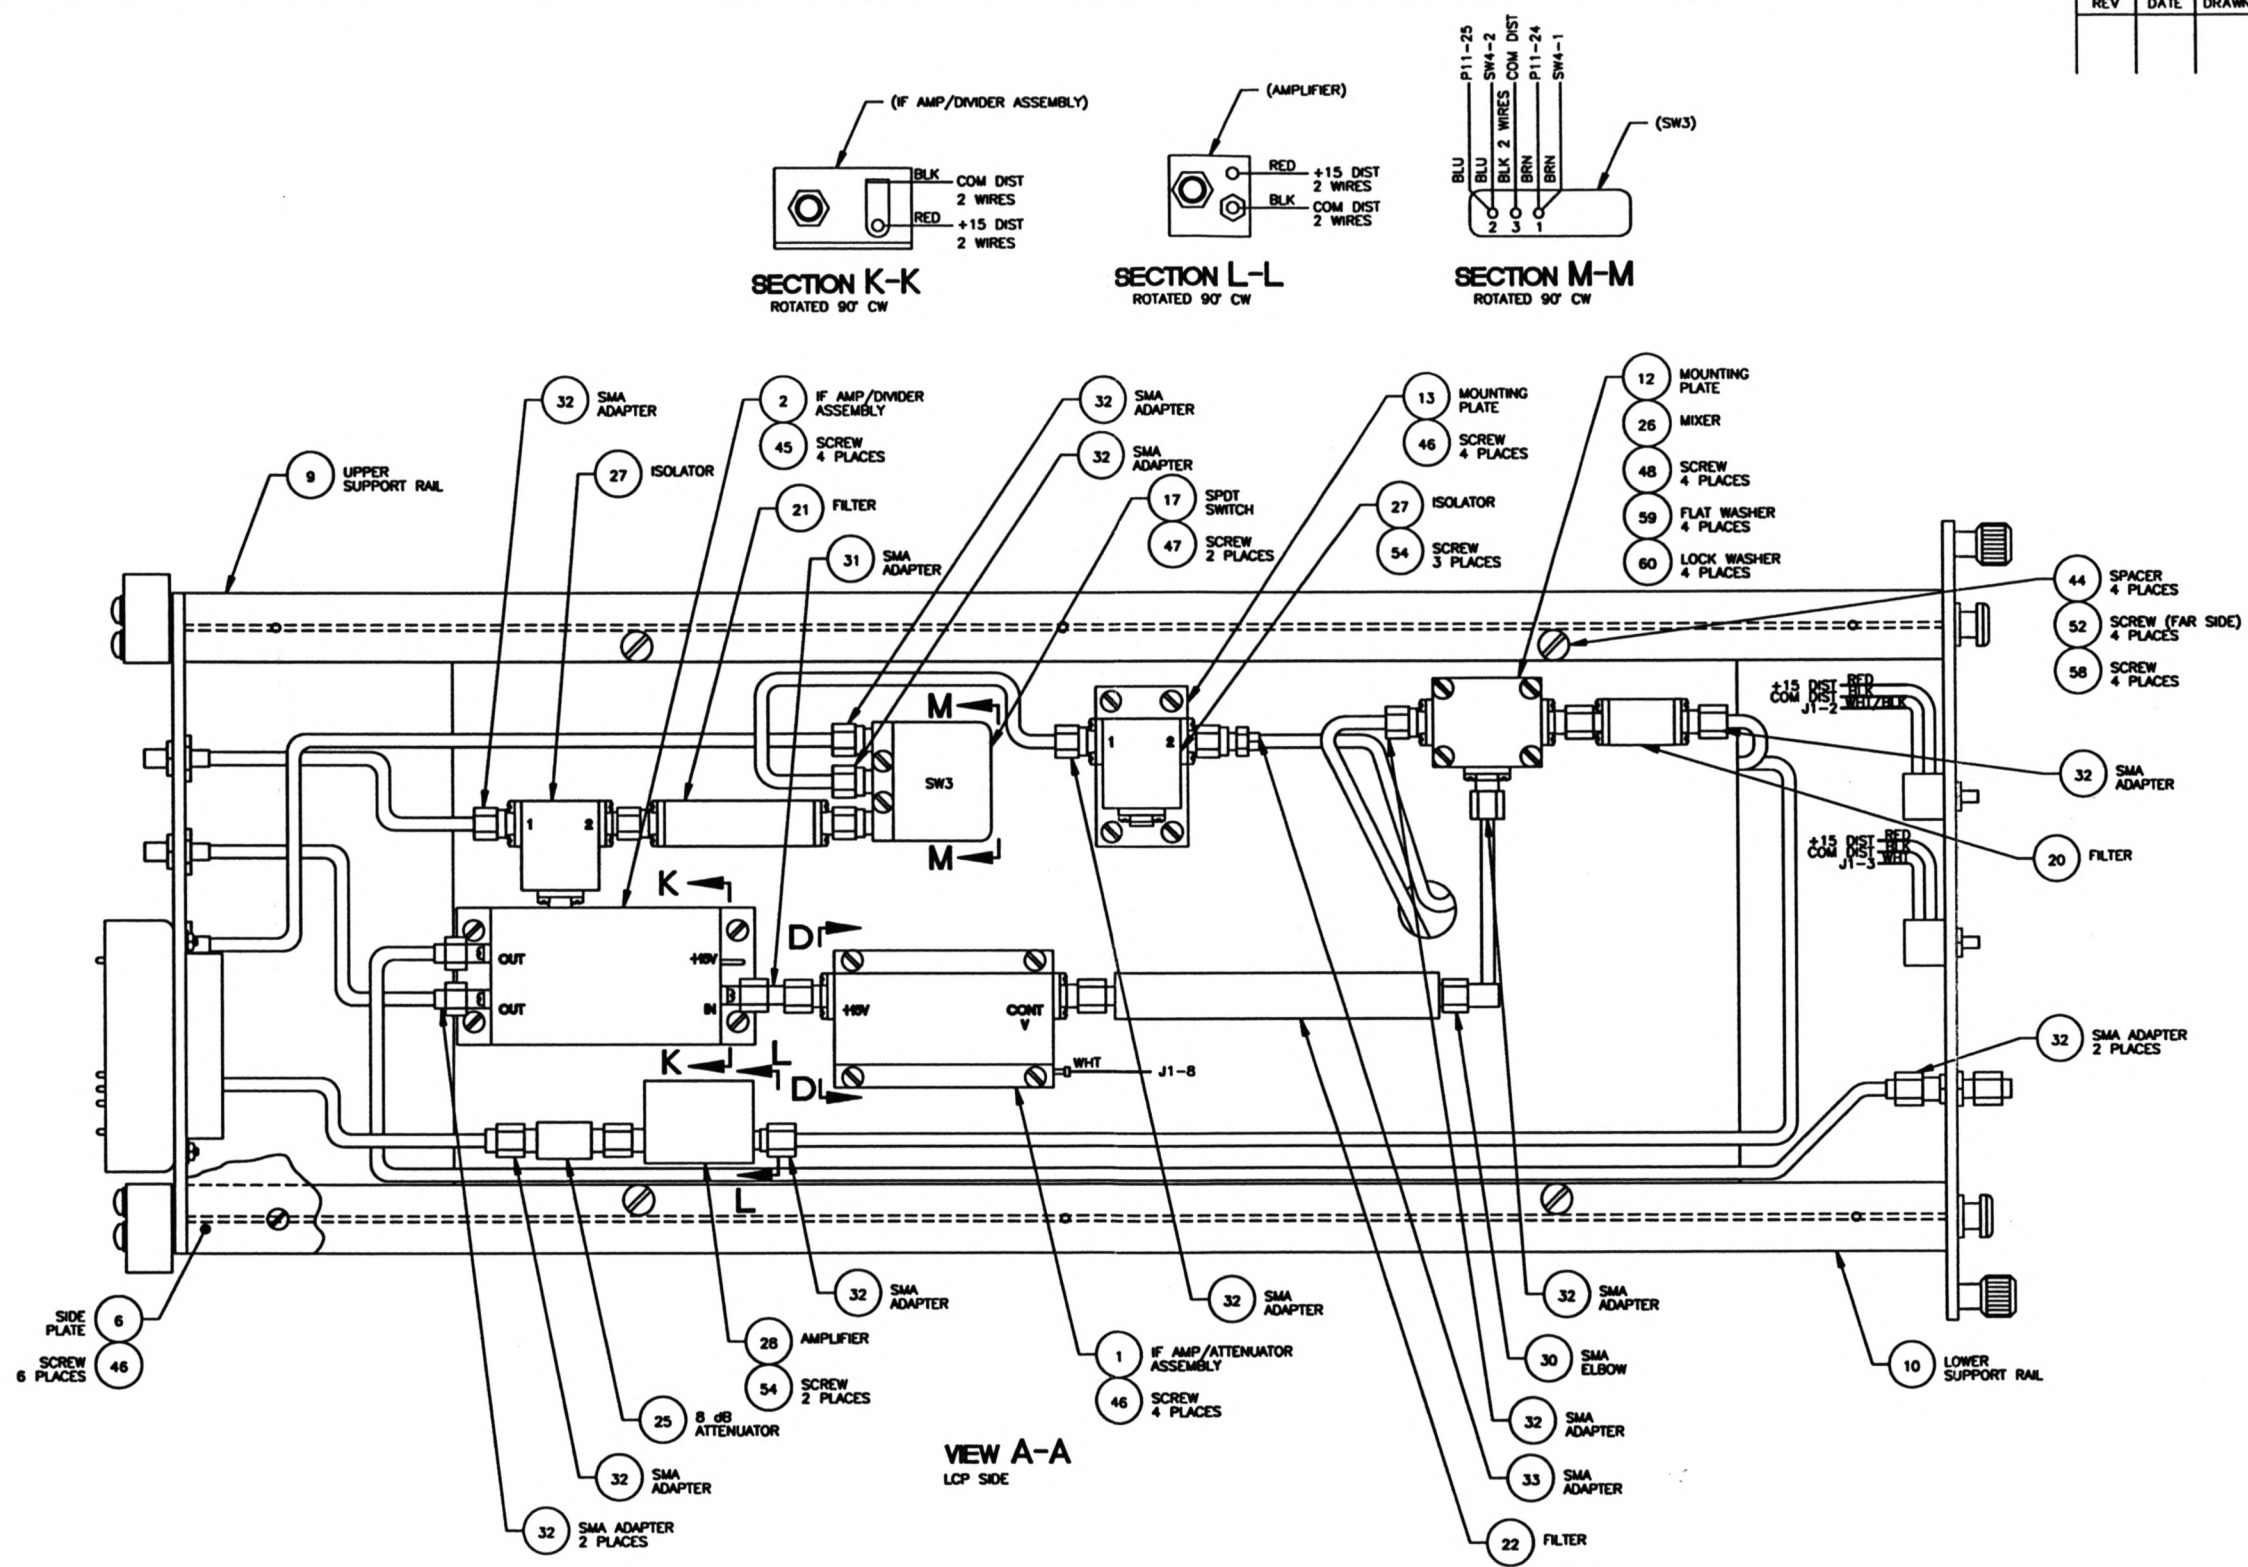 REV DATE DRAWN
(IF AMP/DIVIDER ASSEMBLY)
BLK COM DIST
2 WIRES
RED +15 DIST
2 WIRES
SECTION K-K
ROTATED 90° CW
(AMPLIFIER)
RED +15 DIST
2 WIRES
BLK COM DIST
2 WIRES
SECTION L-L
ROTATED 90° CW
BLU P11-25
BLU SW4-2
BLK 2 WIRES COM DIST
BRN P11-24
BRN SW4-1
(SW3)
2 3 1
SECTION M-M
ROTATED 90° CW
32 SMA
ADAPTER
2 IF AMP/DIVIDER
ASSEMBLY
45 SCREW
4 PLACES
32 SMA
ADAPTER
32 SMA
ADAPTER
13 MOUNTING
PLATE
46 SCREW
4 PLACES
12 MOUNTING
PLATE
26 MIXER
48 SCREW
4 PLACES
59 FLAT WASHER
4 PLACES
60 LOCK WASHER
4 PLACES
9 UPPER
SUPPORT RAIL
27 ISOLATOR
21 FILTER
31 SMA
ADAPTER
17 SPDT
SWITCH
47 SCREW
2 PLACES
27 ISOLATOR
54 SCREW
3 PLACES
44 SPACER
4 PLACES
52 SCREW (FAR SIDE)
4 PLACES
58 SCREW
4 PLACES
+15 DIST RED
COM DIST BLK
J1-2 WHT/BLK
M
M
SW3
1 2
1 2
32 SMA
ADAPTER
+15 DIST RED
COM DIST BLK
J1-3 WHT
20 FILTER
K
K
D
D
OUT
OUT
+15V
IN
+15V
CONT
V
WHT J1-8
L
L
32 SMA ADAPTER
2 PLACES
SIDE
PLATE 6
SCREW
6 PLACES 46
32 SMA
ADAPTER
28 AMPLIFIER
54 SCREW
2 PLACES
25 8 dB
ATTENUATOR
32 SMA
ADAPTER
32 SMA ADAPTER
2 PLACES
32 SMA
ADAPTER
1 IF AMP/ATTENUATOR
ASSEMBLY
46 SCREW
4 PLACES
32 SMA
ADAPTER
30 SMA
ELBOW
32 SMA
ADAPTER
33 SMA
ADAPTER
22 FILTER
10 LOWER
SUPPORT RAIL
VIEW A-A
LCP SIDE